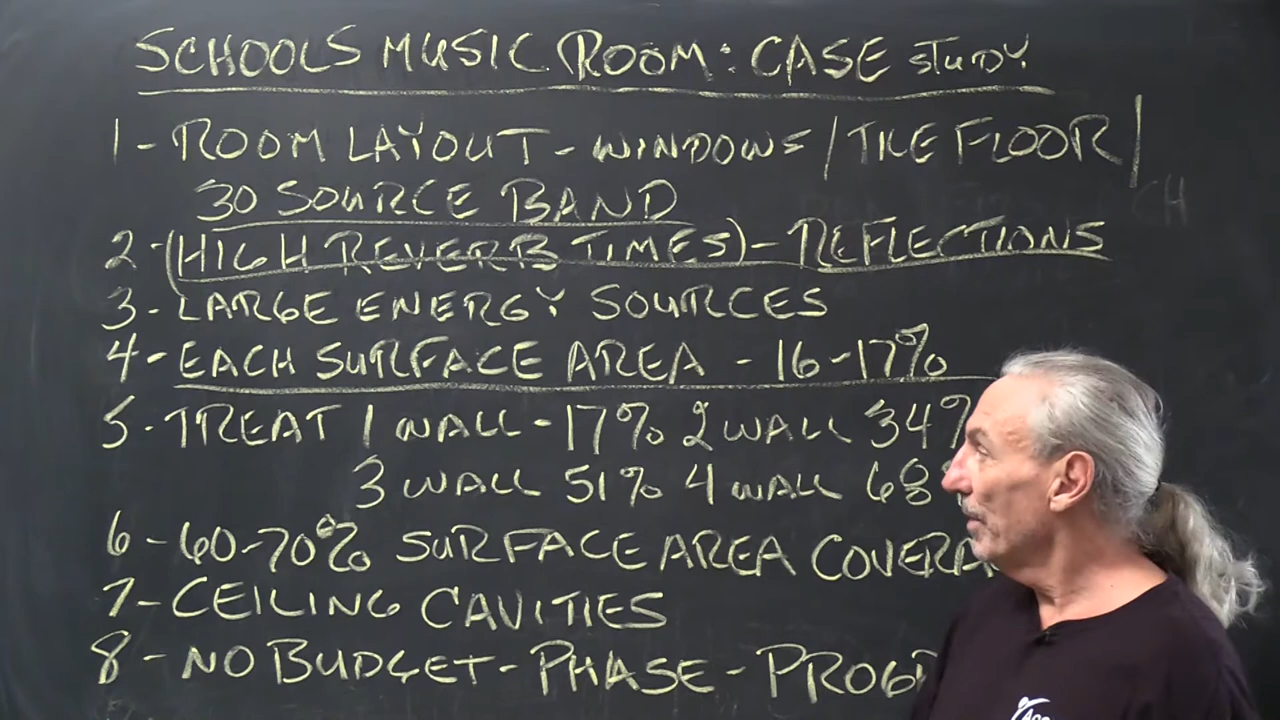 SCHOOLS MUSIC ROOM: CASE STUDY
1 - ROOM LAYOUT - WINDOWS / TILE FLOOR /
30 SOURCE BAND
CH
2 - (HIGH REVERB TIMES) - REFLECTIONS
3 - LARGE ENERGY SOURCES
4 - EACH SURFACE AREA - 16-17%
5 - TREAT 1 WALL - 17% 2 WALL 34%
3 WALL 51% 4 WALL 68
6 - 60-70% SURFACE AREA COVERA
7 - CEILING CAVITIES
8 - NO BUDGET - PHASE - PROG